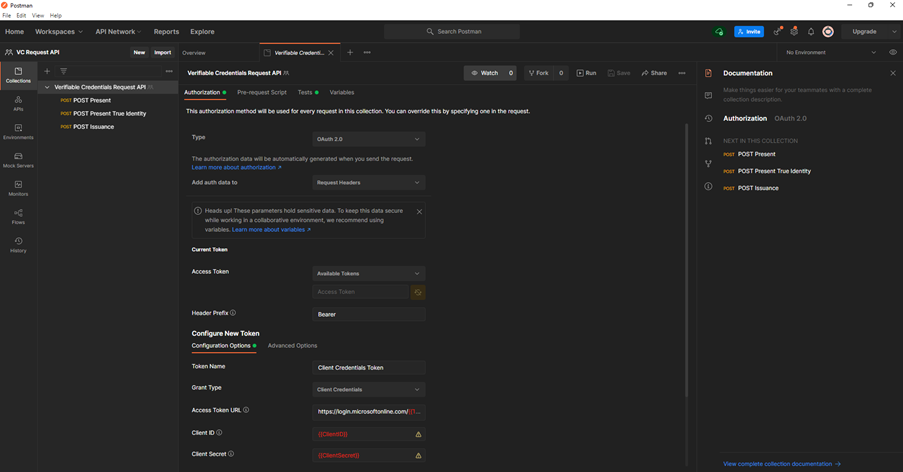 Postman
File Edit View Help
Home Workspaces API Network Reports Explore
Search Postman
Invite
Upgrade
VC Request API
New Import
Overview
Verifiable Credenti...
No Environment
Collections
APIs
Environments
Mock Servers
Monitors
Flows
History
Verifiable Credentials Request API
POST POST Present
POST POST Present True Identity
POST POST Issuance
Verifiable Credentials Request API
Watch 0
Fork 0
Run
Save
Share
Authorization Pre-request Script Tests Variables
This authorization method will be used for every request in this collection. You can override this by specifying one in the request.
Type
OAuth 2.0
The authorization data will be automatically generated when you send the request.
Learn more about authorization ↗
Add auth data to
Request Headers
Heads up! These parameters hold sensitive data. To keep this data secure
while working in a collaborative environment, we recommend using
variables. Learn more about variables ↗
Current Token
Access Token
Available Tokens
Access Token
Header Prefix
Bearer
Configure New Token
Configuration Options Advanced Options
Token Name
Client Credentials Token
Grant Type
Client Credentials
Access Token URL
https://login.microsoftonline.com/{{...
Client ID
{{ClientID}}
Client Secret
{{ClientSecret}}
Documentation
Make things easier for your teammates with a complete
collection description.
Authorization OAuth 2.0
NEXT IN THIS COLLECTION
POST POST Present
POST POST Present True Identity
POST POST Issuance
View complete collection documentation →